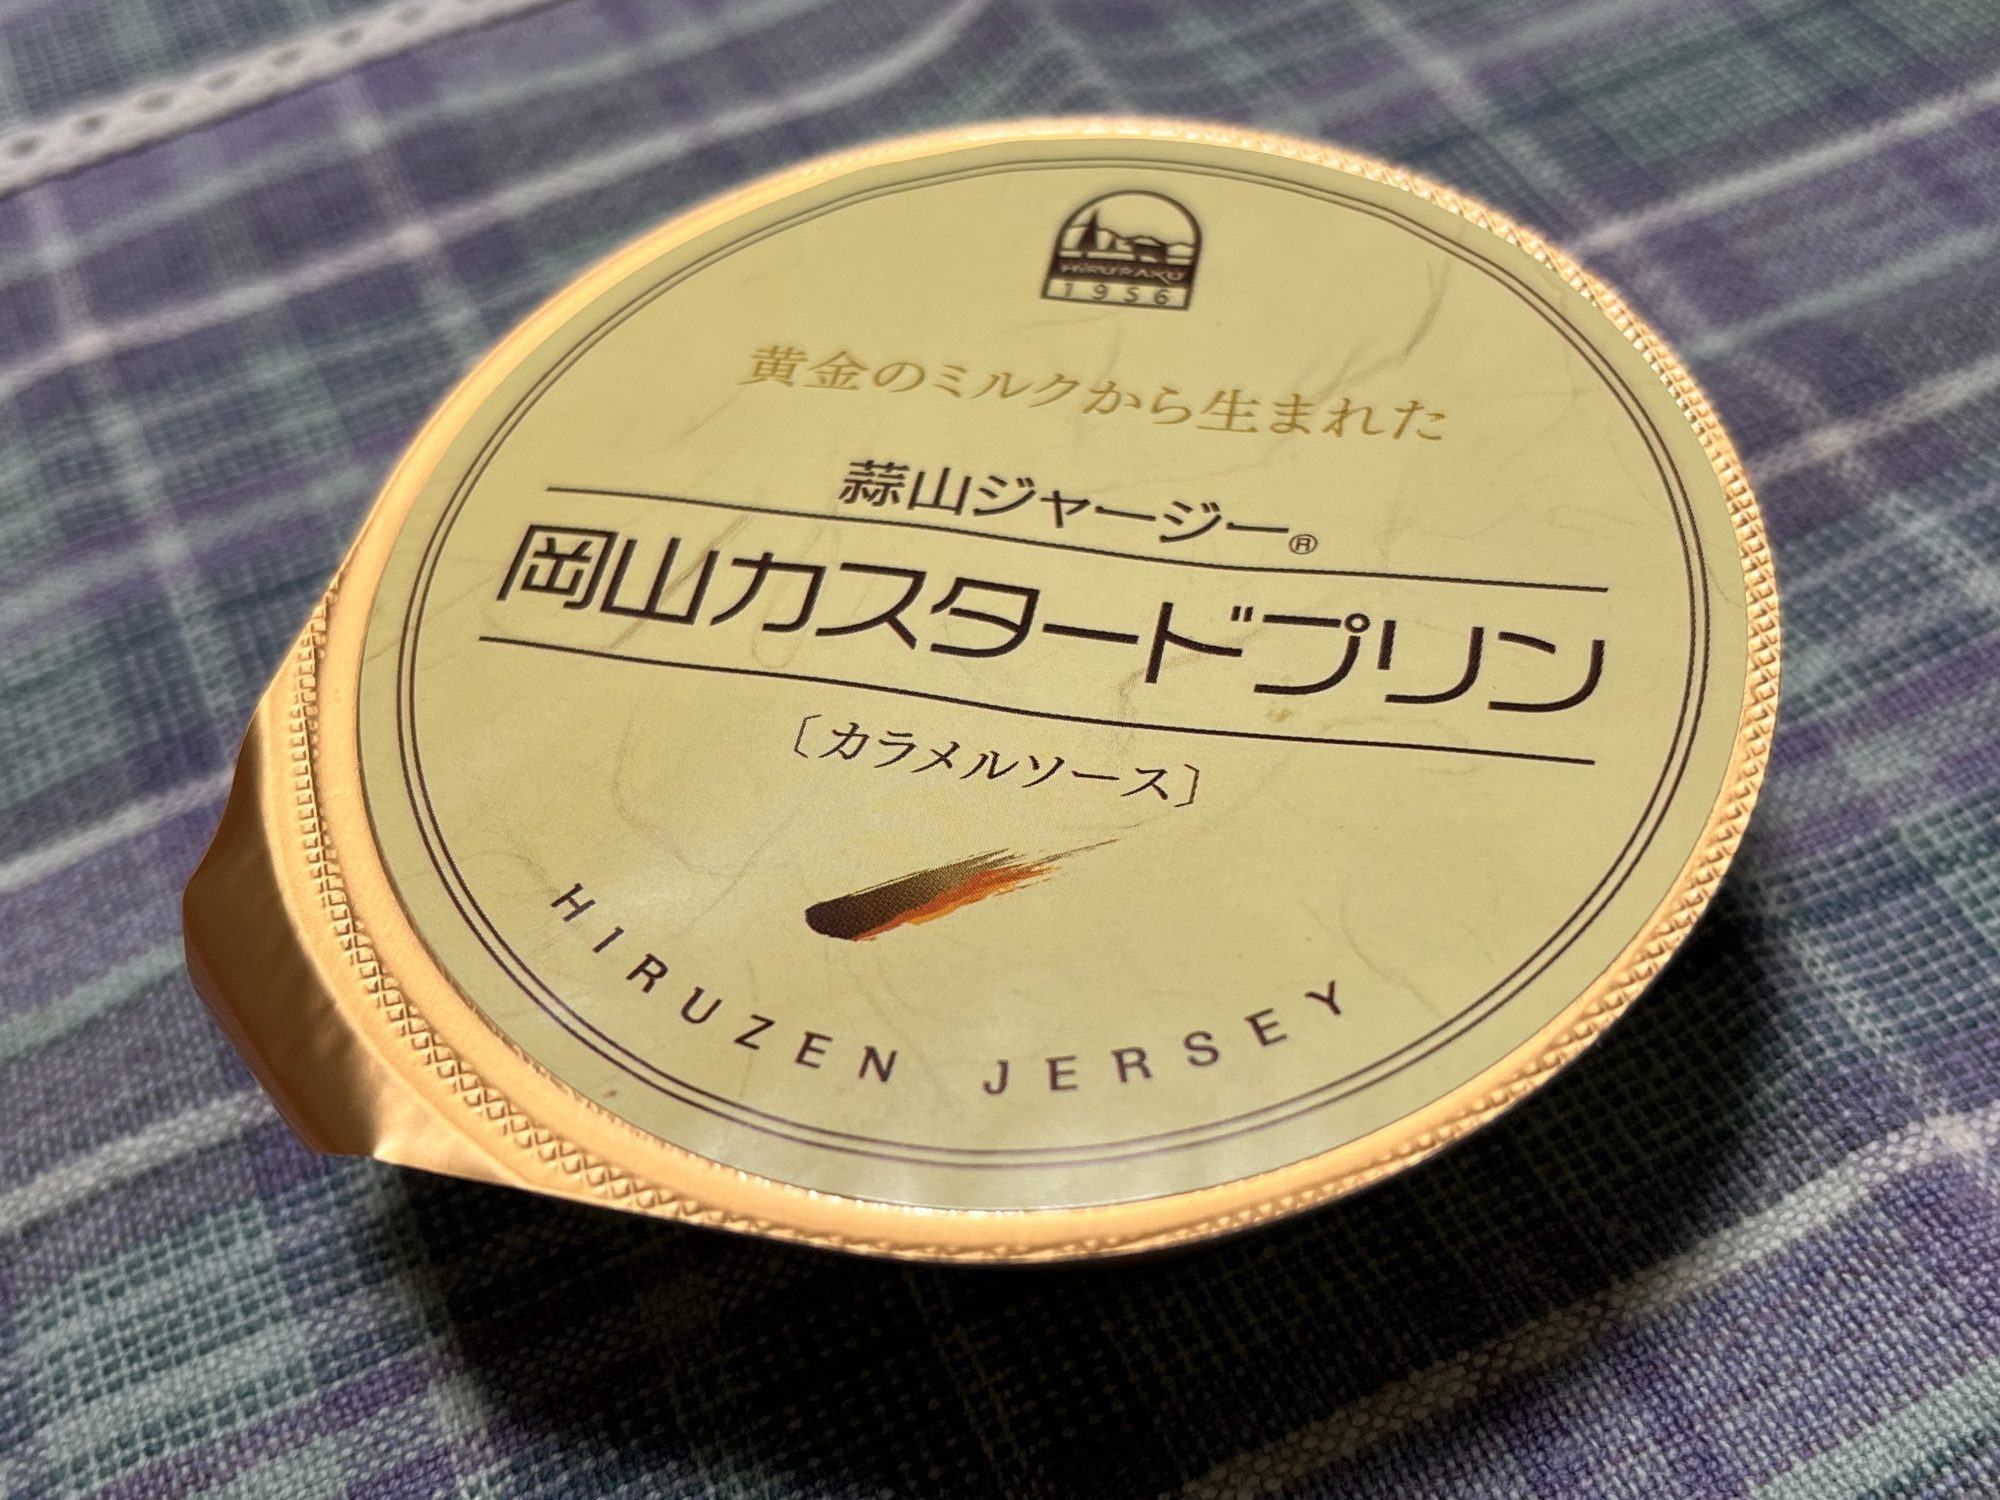 HIRURAKU
1956
黄金のミルクから生まれた
蒜山ジャージー®
岡山カスタードプリン
〔カラメルソース〕
HIRUZEN JERSEY